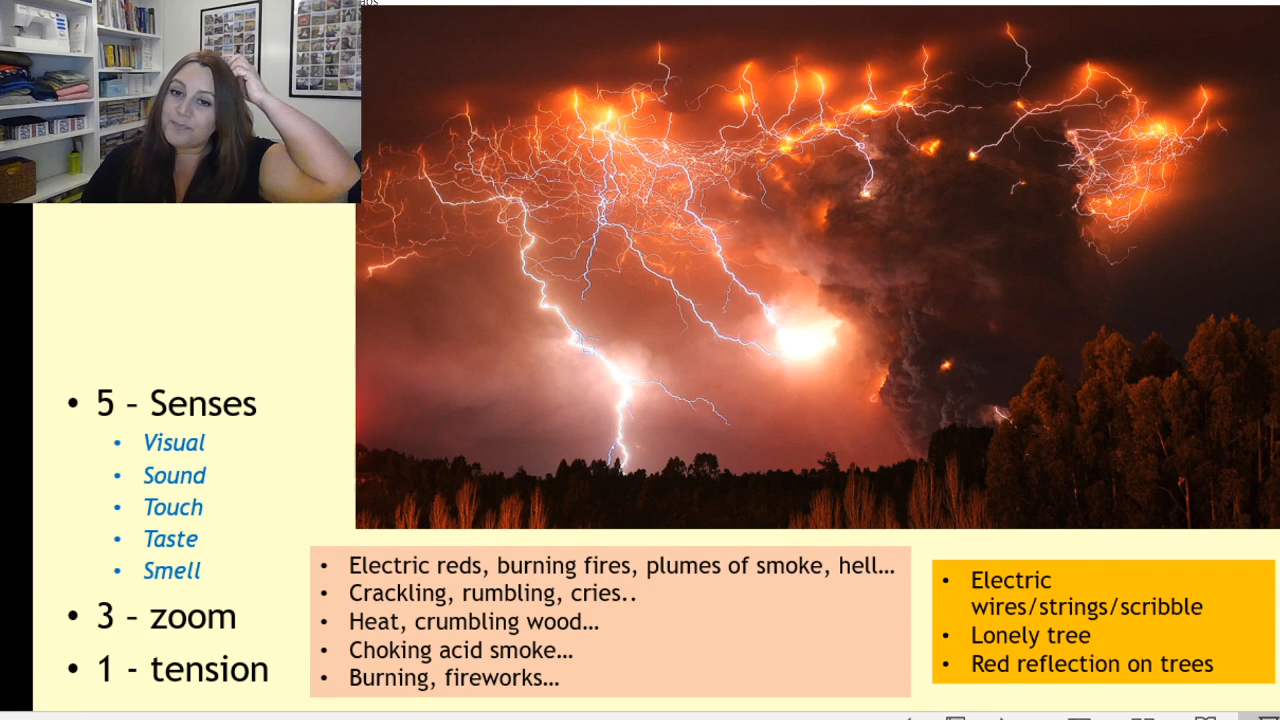 5 – Senses
Visual
Sound
Touch
Taste
Smell
3 – zoom
1 - tension
Electric reds, burning fires, plumes of smoke, hell…
Crackling, rumbling, cries..
Heat, crumbling wood…
Choking acid smoke…
Burning, fireworks…
Electric
wires/strings/scribble
Lonely tree
Red reflection on trees